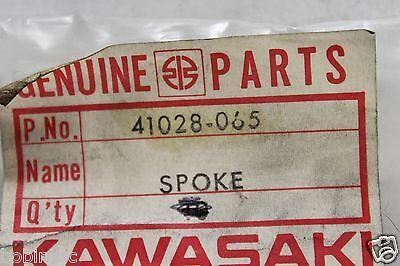 GENUINE PARTS
P.No. 41028-065
Name SPOKE
Q'ty
KAWASAKI